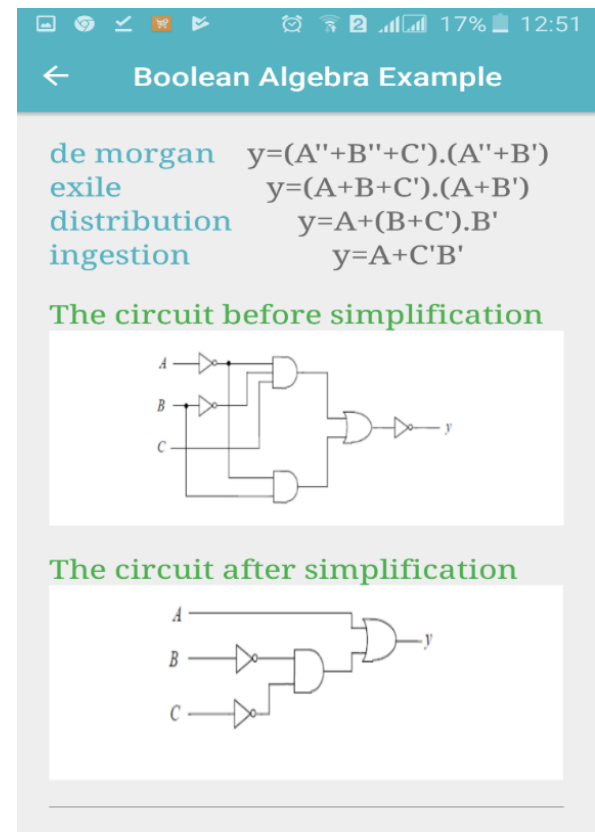 2 17% 12:51
Boolean Algebra Example
de morgan y=(A''+B''+C').(A''+B')
exile y=(A+B+C').(A+B')
distribution y=A+(B+C').B'
ingestion y=A+C'B'
The circuit before simplification
A
B
C
y
The circuit after simplification
A
B
C
y